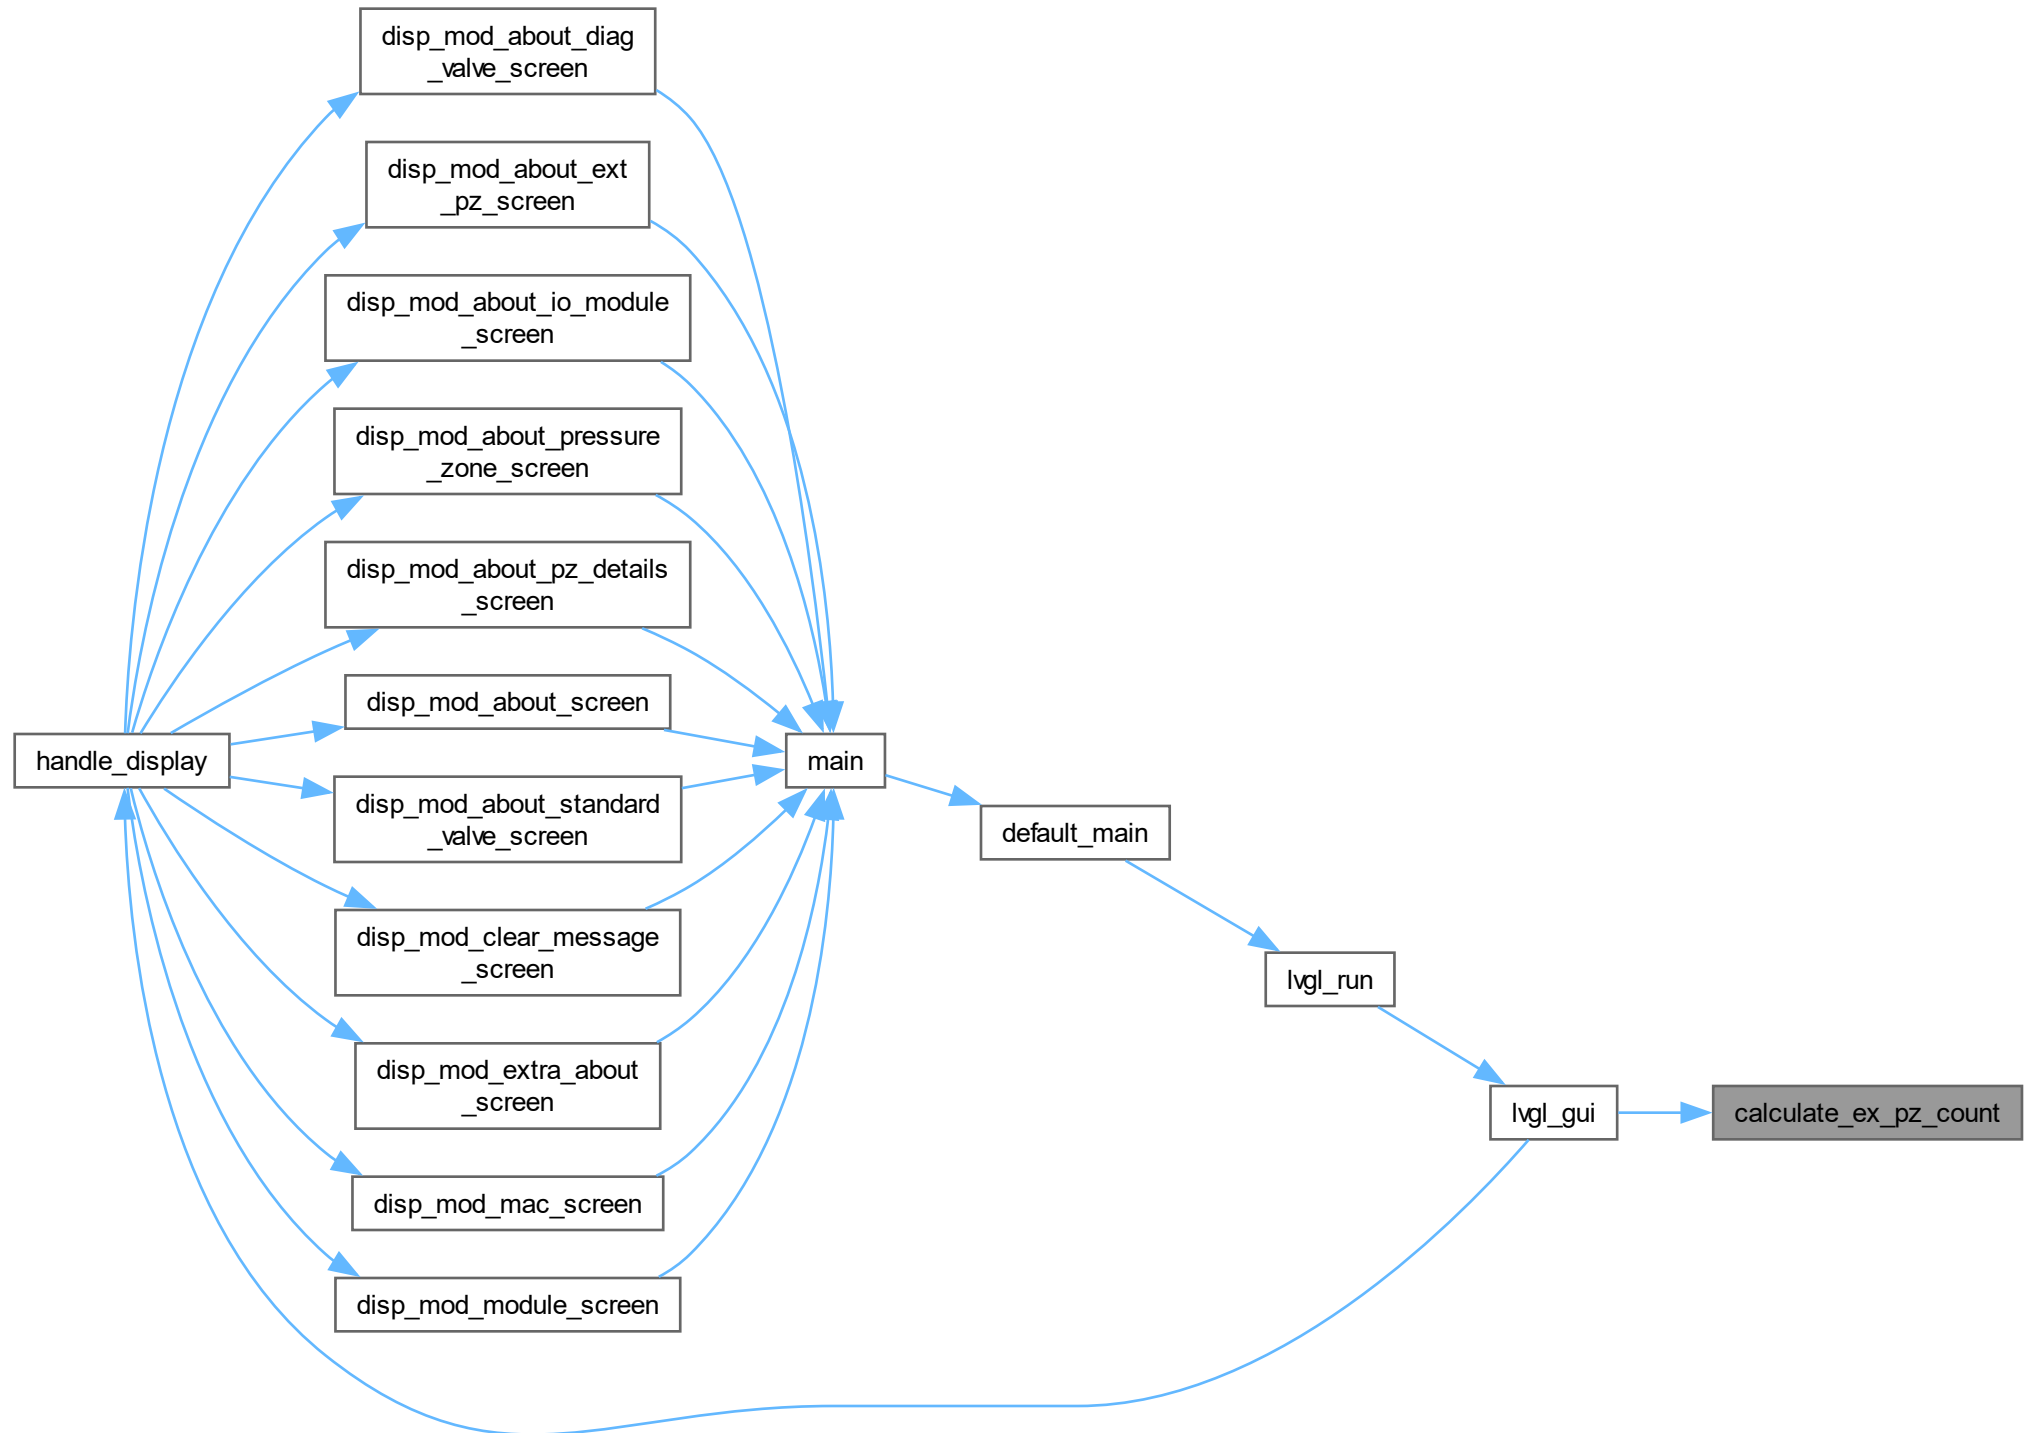 disp_mod_about_diag
_valve_screen
disp_mod_about_ext
_pz_screen
disp_mod_about_io_module
_screen
disp_mod_about_pressure
_zone_screen
disp_mod_about_pz_details
_screen
disp_mod_about_screen
handle_display
main
disp_mod_about_standard
_valve_screen
default_main
disp_mod_clear_message
_screen
lvgl_run
disp_mod_extra_about
_screen
lvgl_gui
calculate_ex_pz_count
disp_mod_mac_screen
disp_mod_module_screen